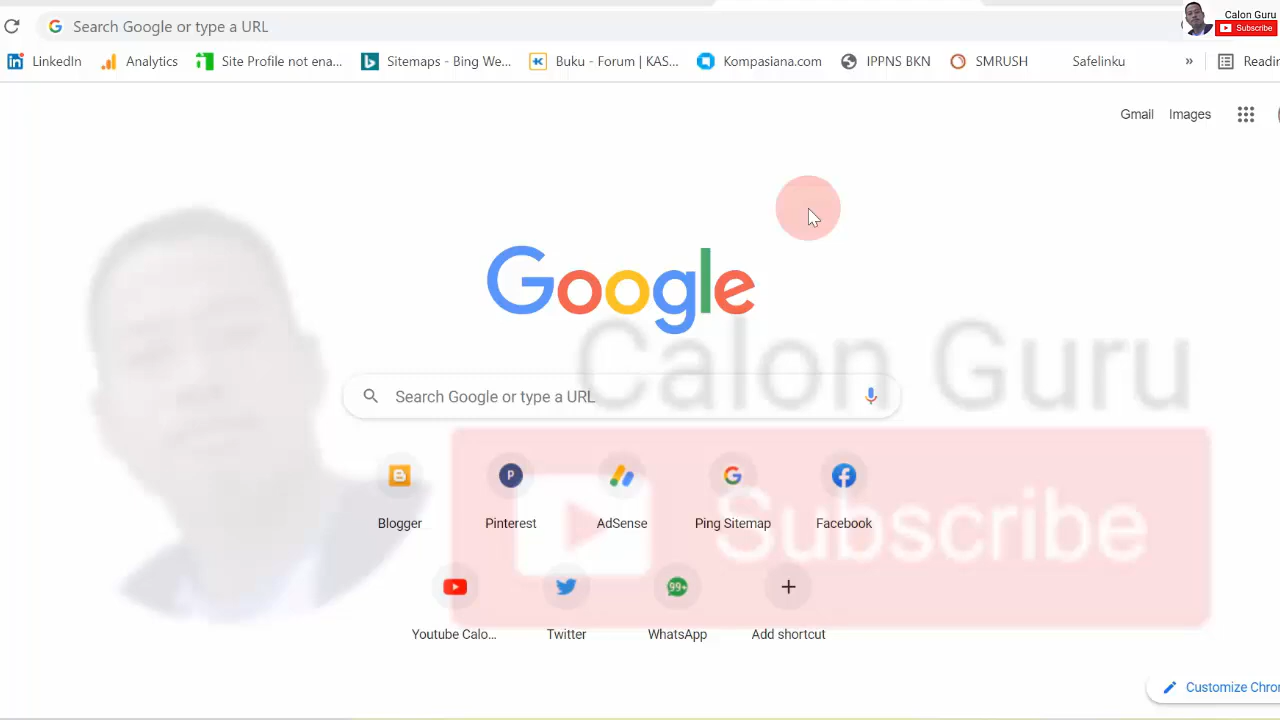 Search Google or type a URL
Calon Guru
Subscribe
LinkedIn
Analytics
Site Profile not ena...
Sitemaps - Bing We...
Buku - Forum | KAS...
Kompasiana.com
IPPNS BKN
SMRUSH
Safelinku
»
Readin
Gmail
Images
Google
Calon Guru
Search Google or type a URL
Subscribe
Blogger
P
Pinterest
AdSense
Ping Sitemap
Facebook
Youtube Calo...
Twitter
99+
WhatsApp
Add shortcut
Customize Chro